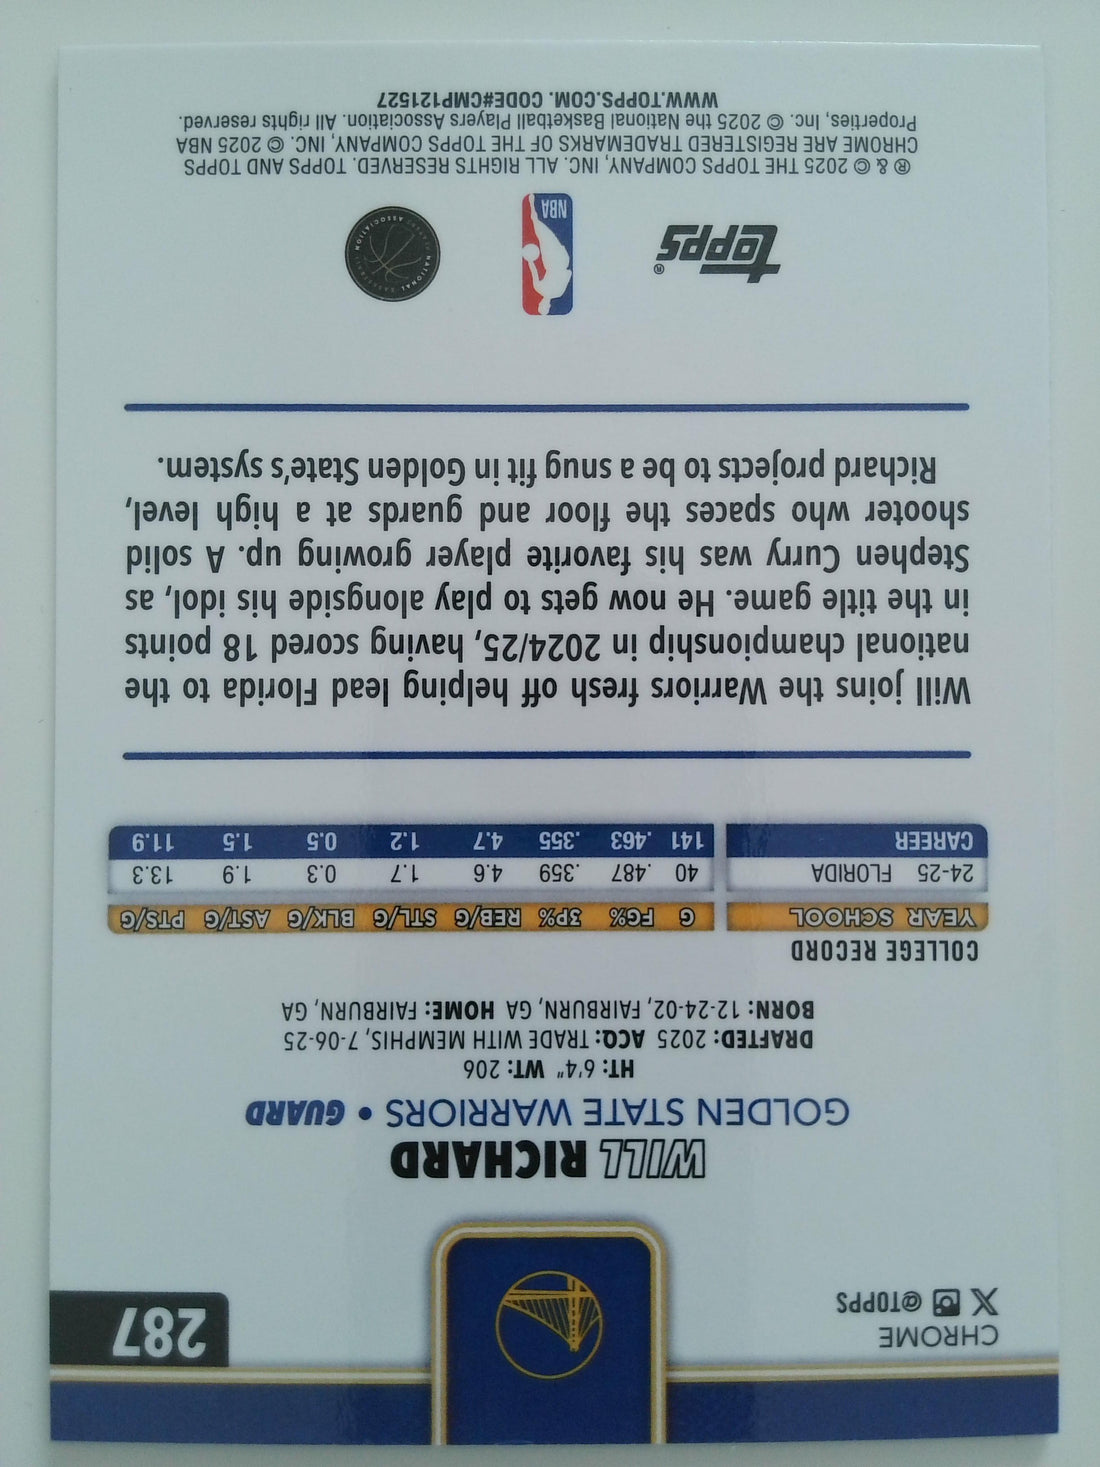 CHROME
@TOPPS
287
WILL RICHARD
GOLDEN STATE WARRIORS • GUARD
HT: 6'4" WT: 206
DRAFTED: 2025 ACQ: TRADE WITH MEMPHIS, 7-06-25
BORN: 12-24-02, FAIRBURN, GA HOME: FAIRBURN, GA
COLLEGE RECORD
YEAR SCHOOL G FG% 3P% REB/G STL/G BLK/G AST/G PTS/G
24-25 FLORIDA 40 .487 .359 4.6 1.7 0.3 1.9 13.3
CAREER 141 .463 .355 4.7 1.2 0.5 1.5 11.9
Will joins the Warriors fresh off helping lead Florida to the
national championship in 2024/25, having scored 18 points
in the title game. He now gets to play alongside his idol, as
Stephen Curry was his favorite player growing up. A solid
shooter who spaces the floor and guards at a high level,
Richard projects to be a snug fit in Golden State's system.
topps®
NBA
NATIONAL BASKETBALL PLAYERS ASSOCIATION
® & © 2025 THE TOPPS COMPANY, INC. ALL RIGHTS RESERVED. TOPPS AND TOPPS
CHROME ARE REGISTERED TRADEMARKS OF THE TOPPS COMPANY, INC. © 2025 NBA
Properties, Inc. © 2025 the National Basketball Players Association. All rights reserved.
WWW.TOPPS.COM. CODE#CMP121527